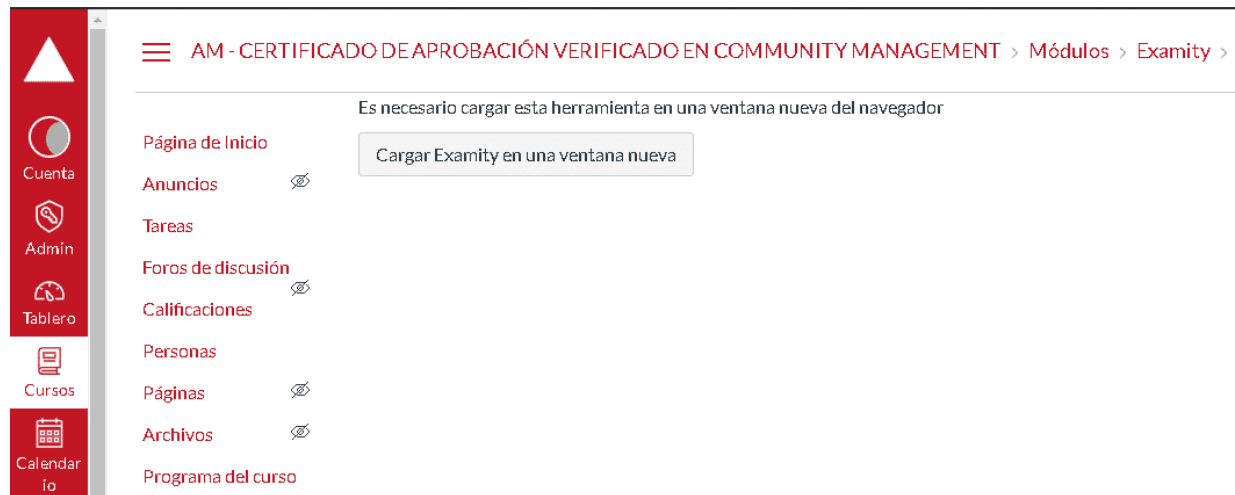 AM - CERTIFICADO DE APROBACIÓN VERIFICADO EN COMMUNITY MANAGEMENT > Módulos > Examity >
Es necesario cargar esta herramienta en una ventana nueva del navegador
Cargar Examity en una ventana nueva
Cuenta
Admin
Tablero
Cursos
Calendar
io
Página de Inicio
Anuncios
Tareas
Foros de discusión
Calificaciones
Personas
Páginas
Archivos
Programa del curso